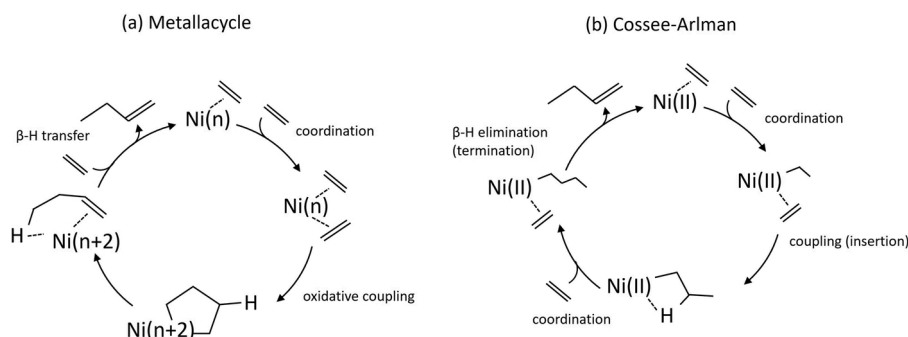 (a) Metallacycle
Ni(n)
coordination
Ni(n)
oxidative coupling
H
Ni(n+2)
H
Ni(n+2)
β-H transfer
(b) Cossee-Arlman
Ni(II)
coordination
Ni(II)
coupling (insertion)
Ni(II)
H
coordination
Ni(II)
β-H elimination
(termination)